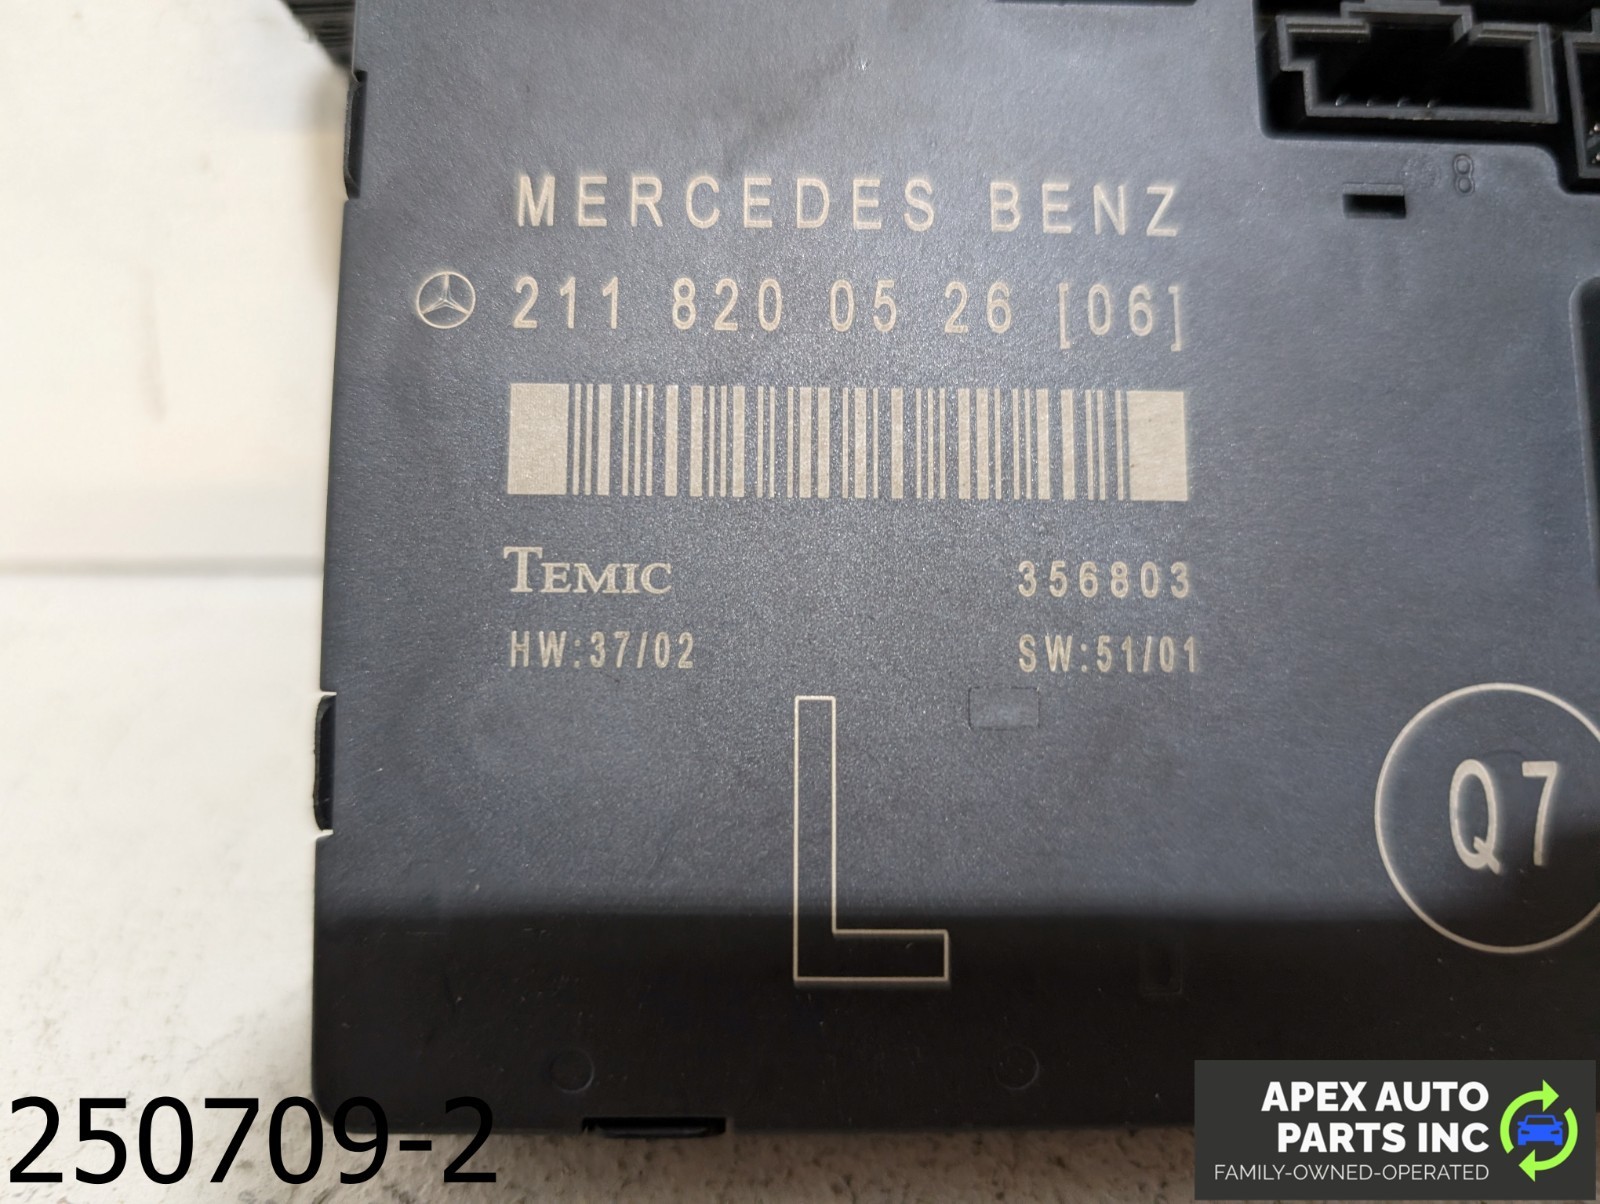 8
MERCEDES BENZ
211 820 05 26 [06]
TEMIC 356803
HW:37/02 SW:51/01
L
Q7
250709-2
APEX AUTO
PARTS INC
FAMILY-OWNED-OPERATED